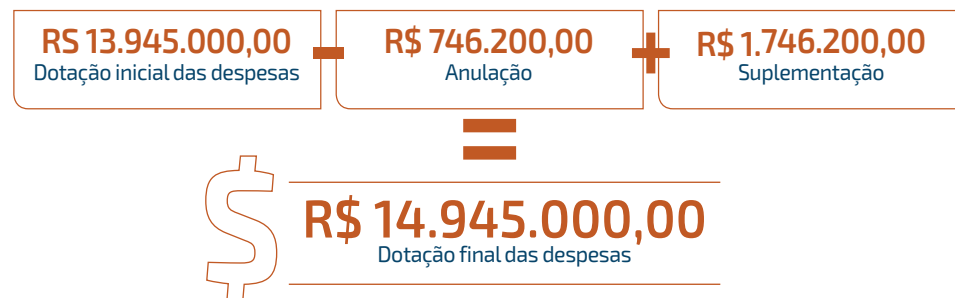 RS 13.945.000,00
Dotação inicial das despesas
-
R$ 746.200,00
Anulação
+
R$ 1.746.200,00
Suplementação
=
$
R$ 14.945.000,00
Dotação final das despesas